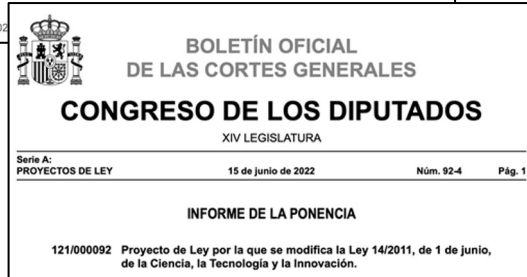 02
BOLETÍN OFICIAL
DE LAS CORTES GENERALES
CONGRESO DE LOS DIPUTADOS
XIV LEGISLATURA
Serie A:
PROYECTOS DE LEY 15 de junio de 2022 Núm. 92-4 Pág. 1
INFORME DE LA PONENCIA
121/000092 Proyecto de Ley por la que se modifica la Ley 14/2011, de 1 de junio,
de la Ciencia, la Tecnología y la Innovación.